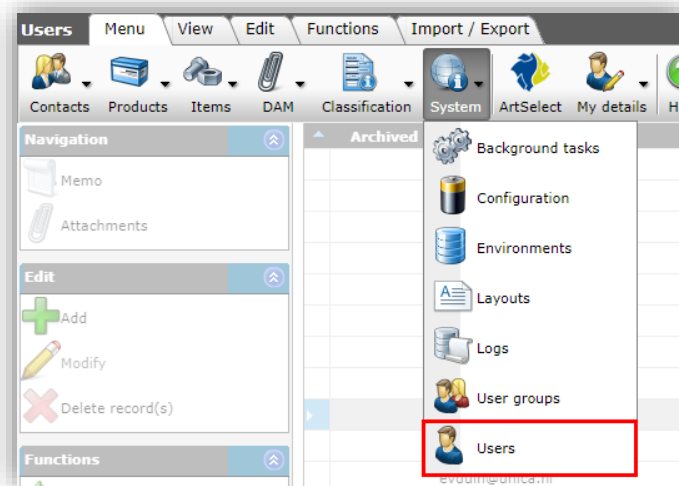 Users Menu View Edit Functions Import / Export
Contacts Products Items DAM Classification System ArtSelect My details
Navigation
Memo
Attachments
Edit
Add
Modify
Delete record(s)
Functions
Archived
Background tasks
Configuration
Environments
Layouts
Logs
User groups
Users